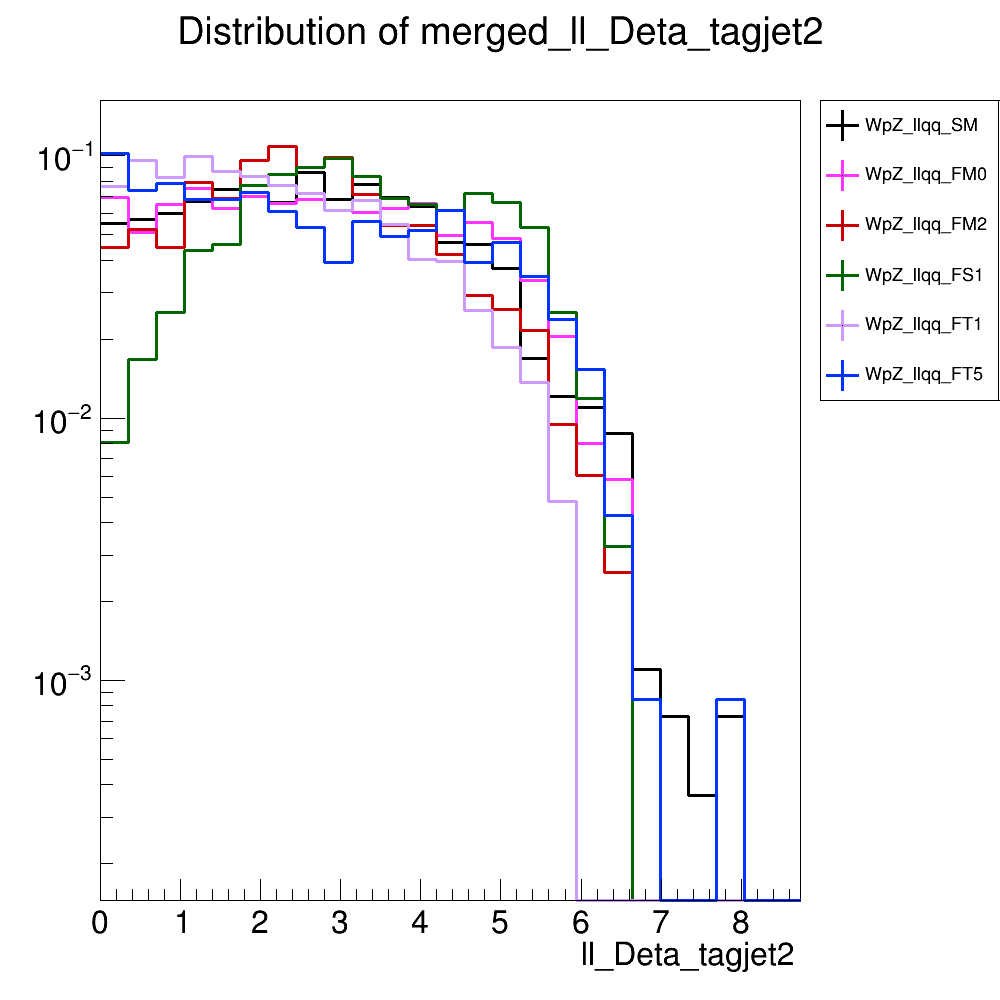 Distribution of merged_ll_Deta_tagjet2
10⁻¹
10⁻²
10⁻³
0 1 2 3 4 5 6 7 8
ll_Deta_tagjet2
WpZ_llqq_SM
WpZ_llqq_FM0
WpZ_llqq_FM2
WpZ_llqq_FS1
WpZ_llqq_FT1
WpZ_llqq_FT5